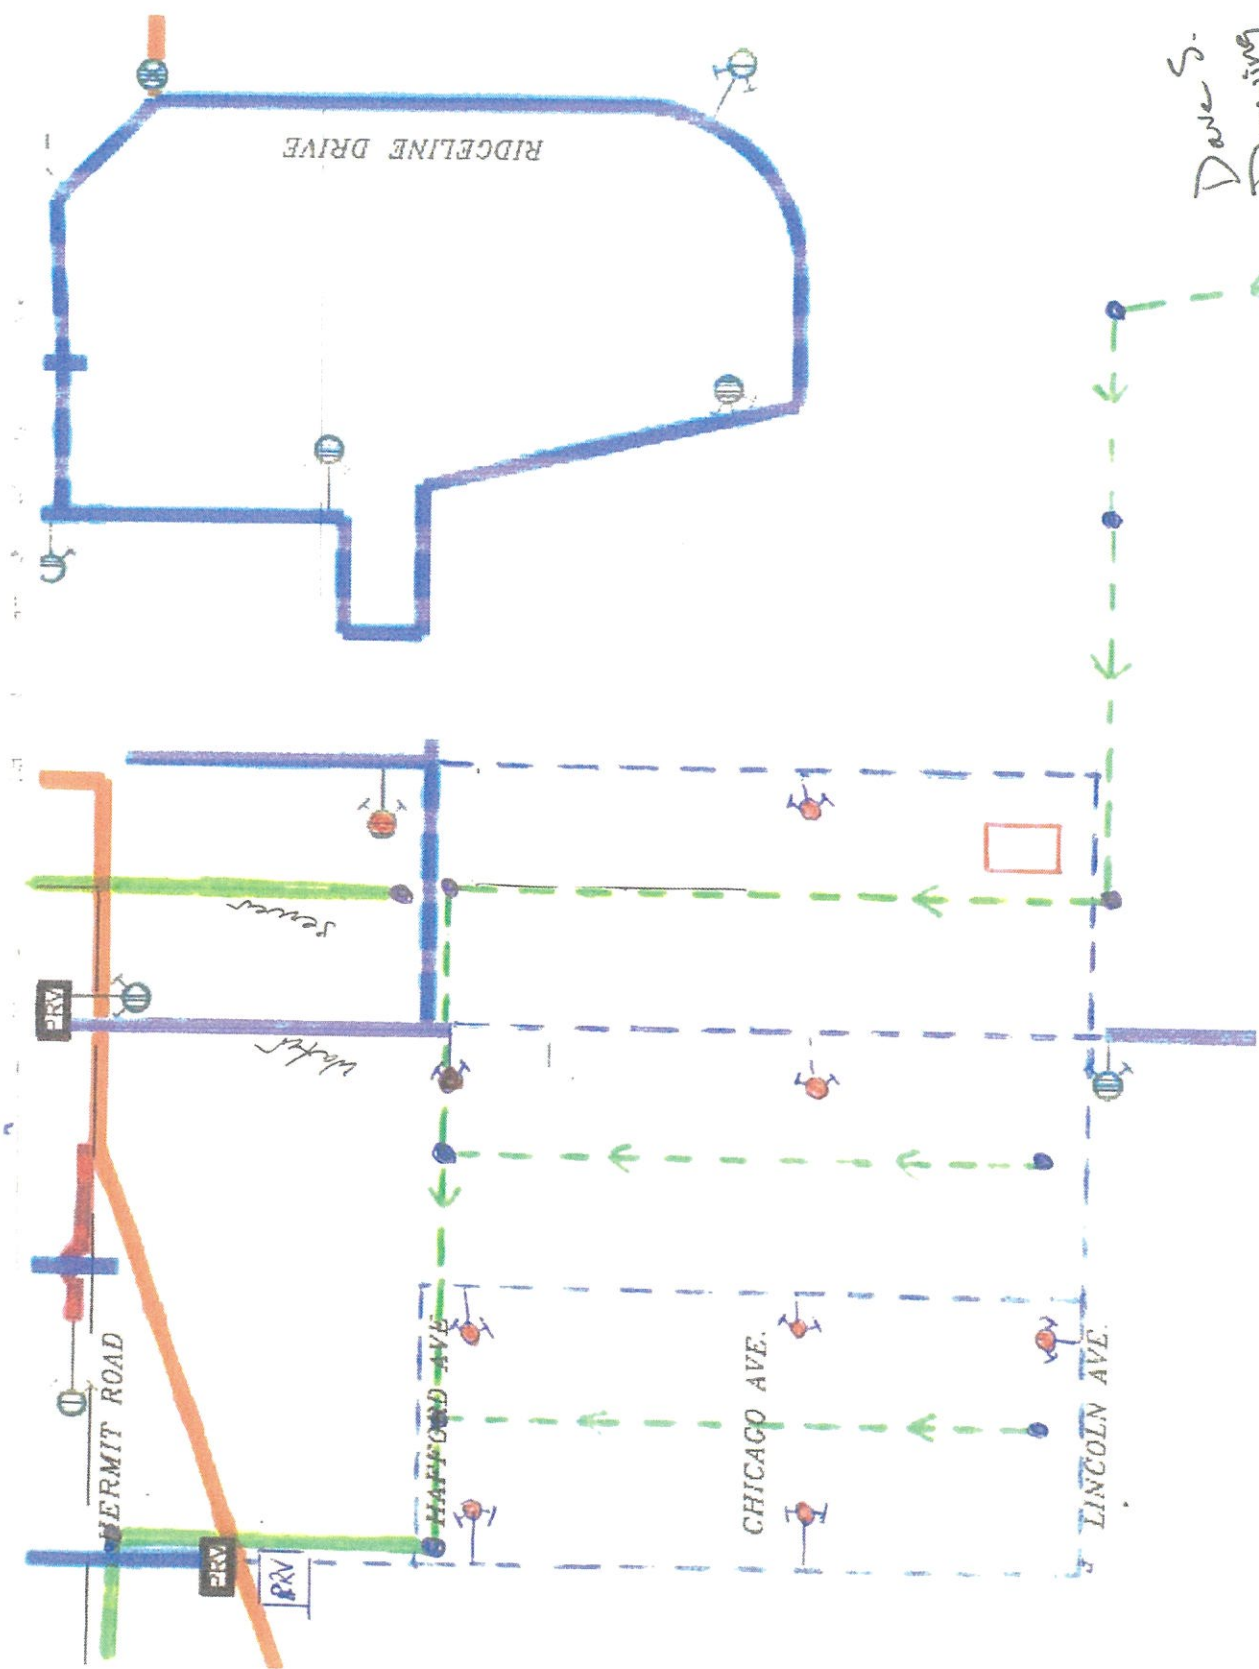 Dave S.
RIDGELINE DRIVE
sewer
PRV
water
HERMIT ROAD
HAFFORD AVE
CHICAGO AVE.
LINCOLN AVE.
PRV
PRV